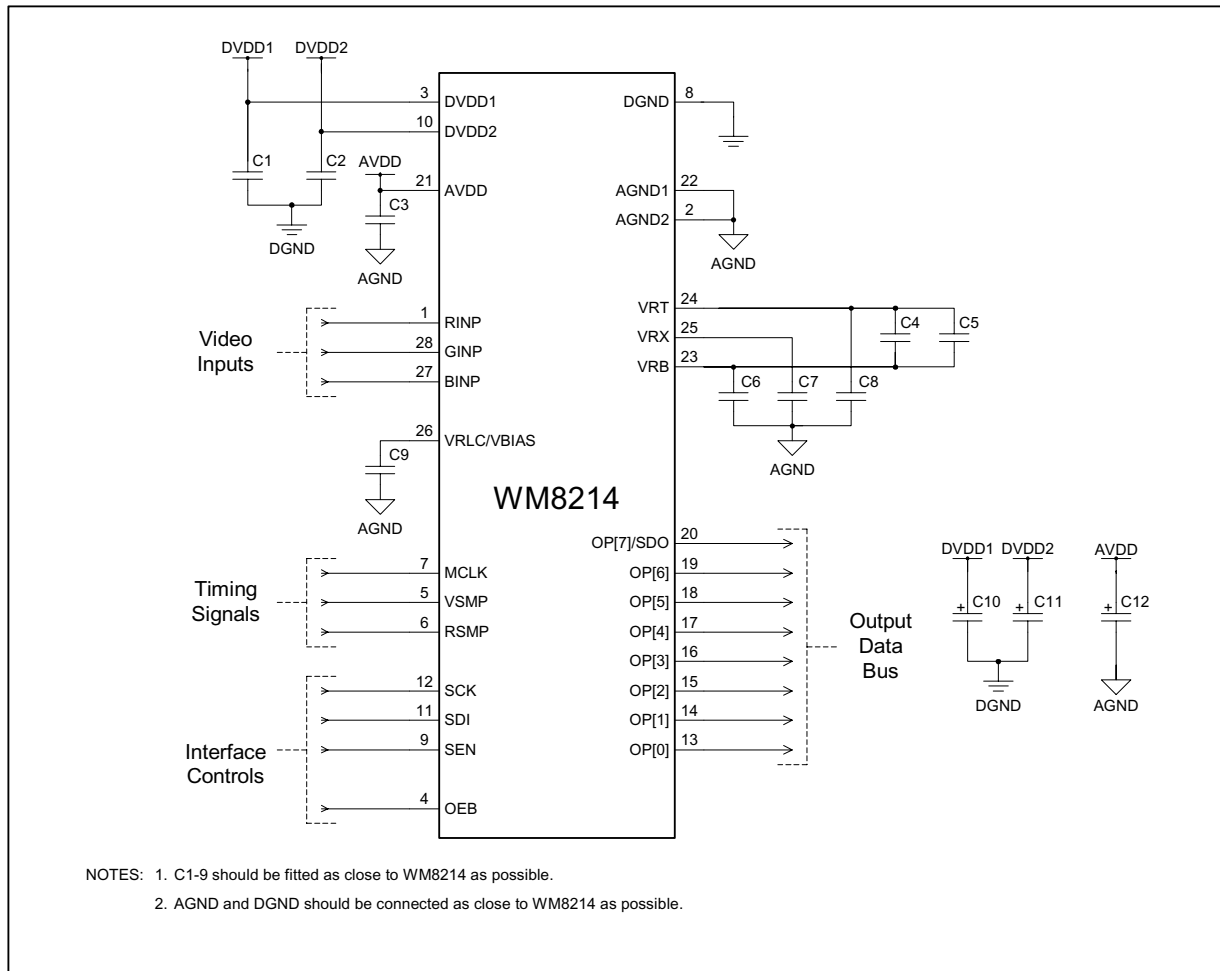 DVDD1 DVDD2
3 DVDD1
10 DVDD2
C1 C2
DGND
AVDD
21 AVDD
C3
AGND
DGND 8
AGND1 22
AGND2 2
AGND
Video
Inputs
1 RINP
28 GINP
27 BINP
VRT 24
VRX 25
VRB 23
C4 C5
C6 C7 C8
AGND
26 VRLC/VBIAS
C9
AGND
WM8214
Timing
Signals
7 MCLK
5 VSMP
6 RSMP
Interface
Controls
12 SCK
11 SDI
9 SEN
4 OEB
OP[7]/SDO 20
OP[6] 19
OP[5] 18
OP[4] 17
OP[3] 16
OP[2] 15
OP[1] 14
OP[0] 13
Output
Data
Bus
DVDD1 DVDD2 AVDD
+ C10 + C11 + C12
DGND AGND
NOTES: 1. C1-9 should be fitted as close to WM8214 as possible.
2. AGND and DGND should be connected as close to WM8214 as possible.